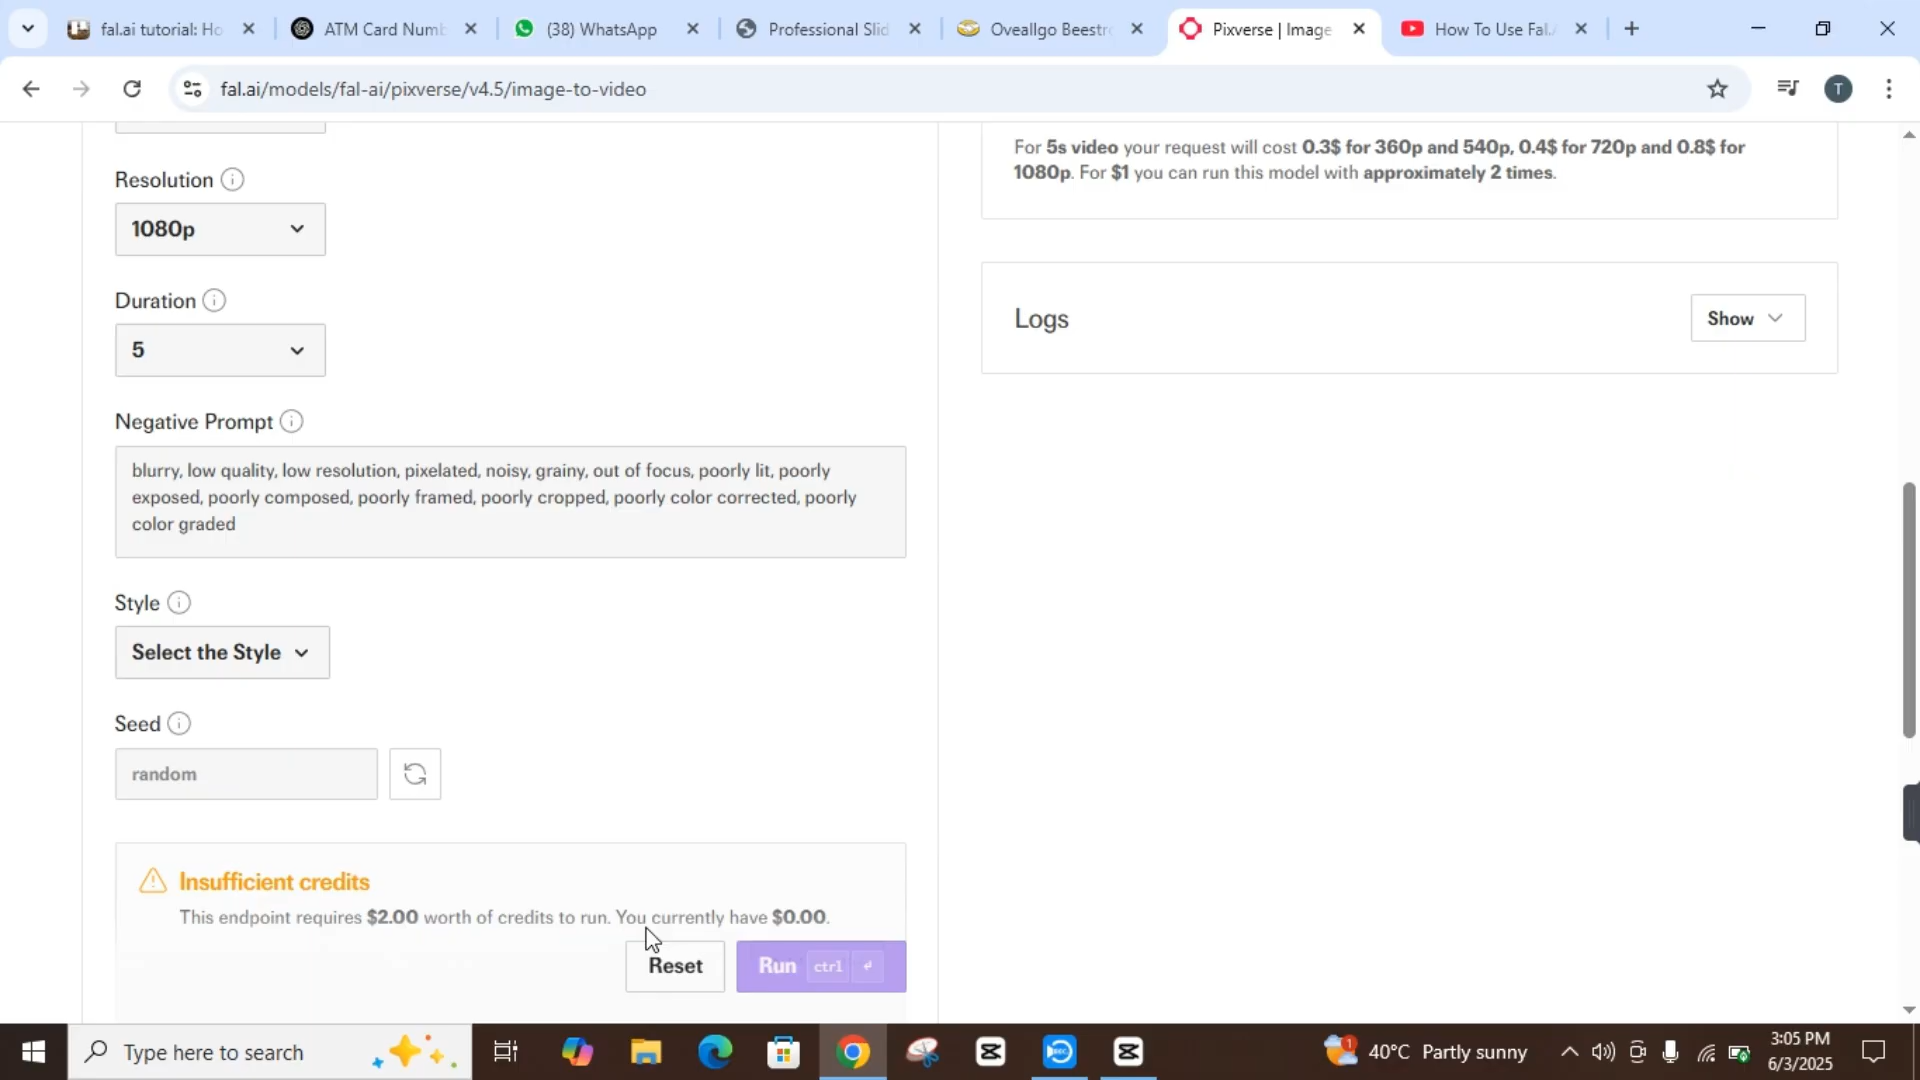 fal.ai tutorial: Ho
ATM Card Numb
(38) WhatsApp
Professional Slid
Oveallgo Beestr
Pixverse | Image
How To Use Fal.
fal.ai/models/fal-ai/pixverse/v4.5/image-to-video
T
For 5s video your request will cost 0.3$ for 360p and 540p, 0.4$ for 720p and 0.8$ for
1080p. For $1 you can run this model with approximately 2 times.
Resolution
1080p
Logs
Show
Duration
5
Negative Prompt
blurry, low quality, low resolution, pixelated, noisy, grainy, out of focus, poorly lit, poorly
exposed, poorly composed, poorly framed, poorly cropped, poorly color corrected, poorly
color graded
Style
Select the Style
Seed
random
Insufficient credits
This endpoint requires $2.00 worth of credits to run. You currently have $0.00.
Reset
Run ctrl
Type here to search
1
40°C Partly sunny
3:05 PM
6/3/2025